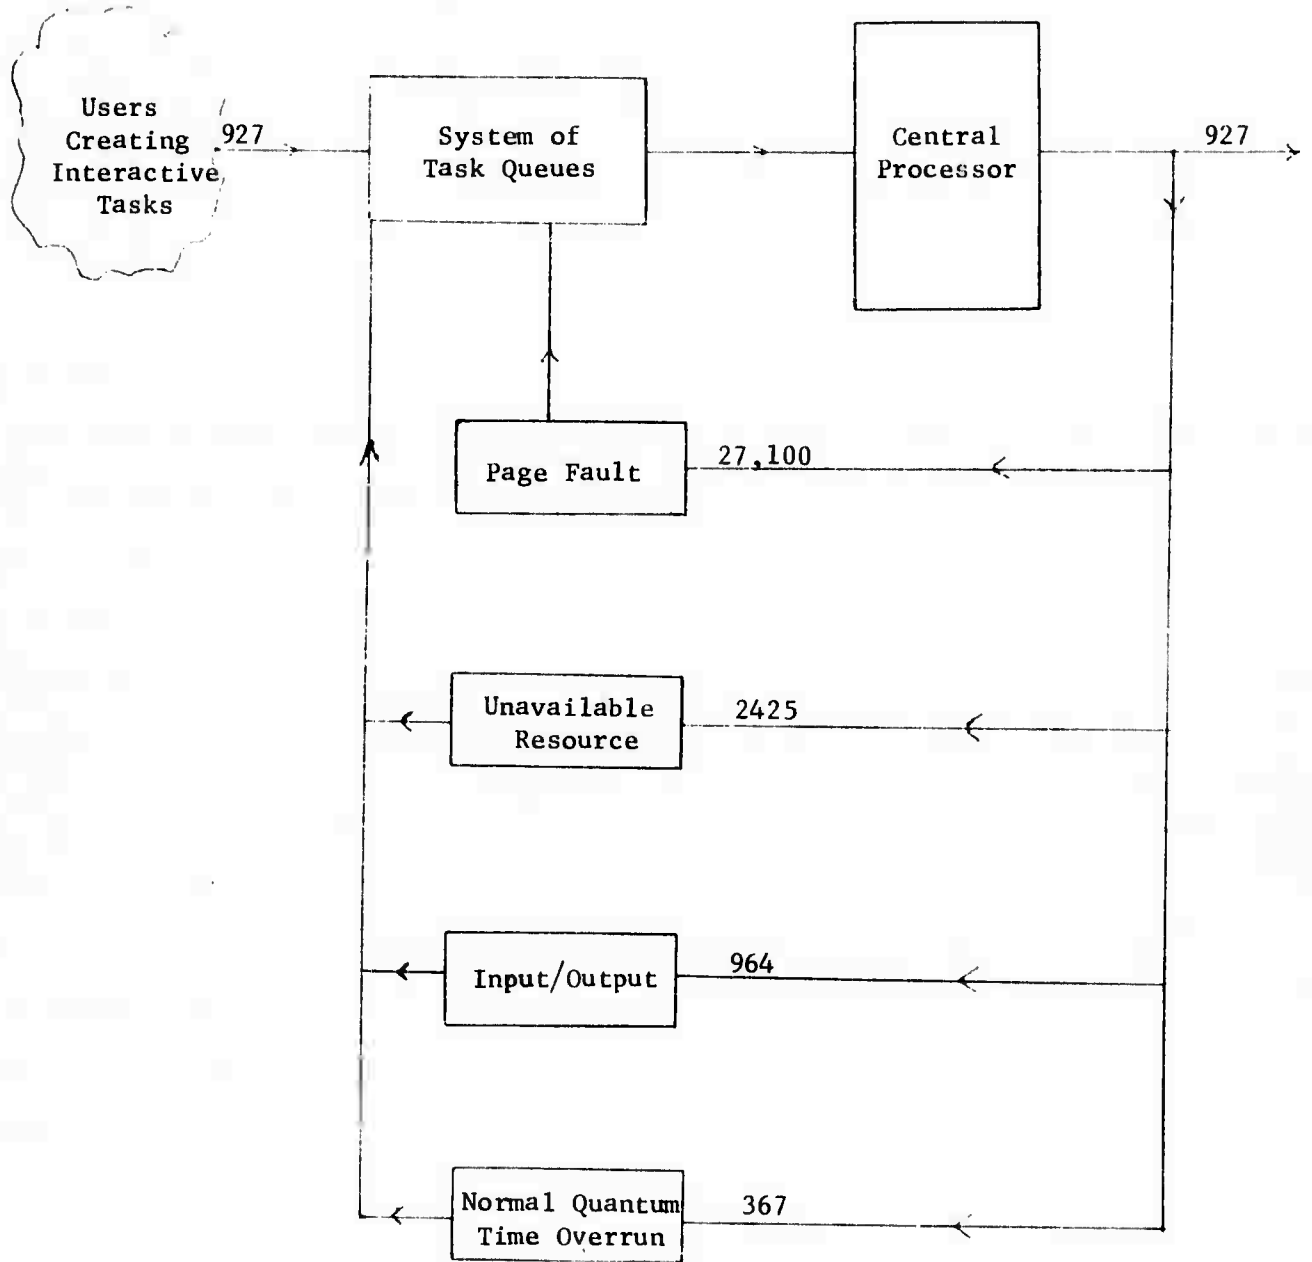 Users
Creating
Interactive
Tasks
927
System of
Task Queues
Central
Processor
927
Page Fault
27,100
Unavailable
Resource
2425
Input/Output
964
Normal Quantum
Time Overrun
367